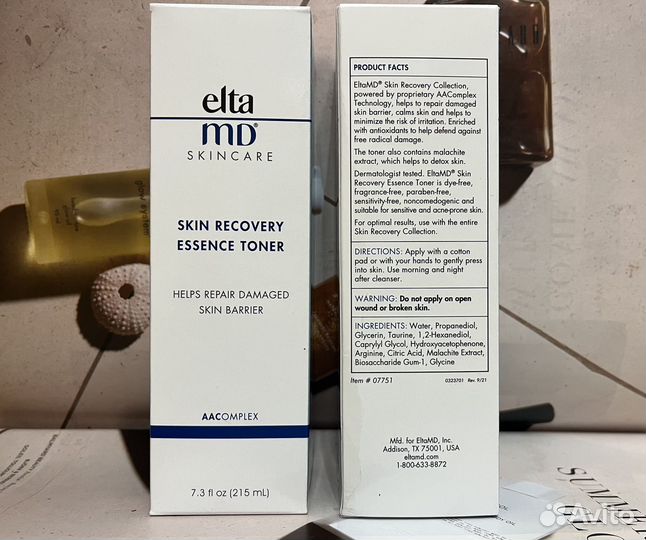 elta
MD®
SKINCARE
SKIN RECOVERY
ESSENCE TONER
HELPS REPAIR DAMAGED
SKIN BARRIER
AACOMPLEX
7.3 fl oz (215 mL)
PRODUCT FACTS
EltaMD® Skin Recovery Collection,
powered by proprietary AAComplex
Technology, helps to repair damaged
skin barrier, calms skin and helps to
minimize the risk of irritation. Enriched
with antioxidants to help defend against
free radical damage.
The toner also contains malachite
extract, which helps to detox skin.
Dermatologist tested. EltaMD® Skin
Recovery Essence Toner is dye-free,
fragrance-free, paraben-free,
sensitivity-free, noncomedogenic and
suitable for sensitive and acne-prone skin.
For optimal results, use with the entire
Skin Recovery Collection.
DIRECTIONS: Apply with a cotton
pad or with your hands to gently press
into skin. Use morning and night
after cleanser.
WARNING: Do not apply on open
wound or broken skin.
INGREDIENTS: Water, Propanediol,
Glycerin, Taurine, 1,2-Hexanediol,
Caprylyl Glycol, Hydroxyacetophenone,
Arginine, Citric Acid, Malachite Extract,
Biosaccharide Gum-1, Glycine
Item # 07751 0323701 Rev. 9/21
Mfd. for EltaMD, Inc.
Addison, TX 75001, USA
eltamd.com
1-800-633-8872
Avito